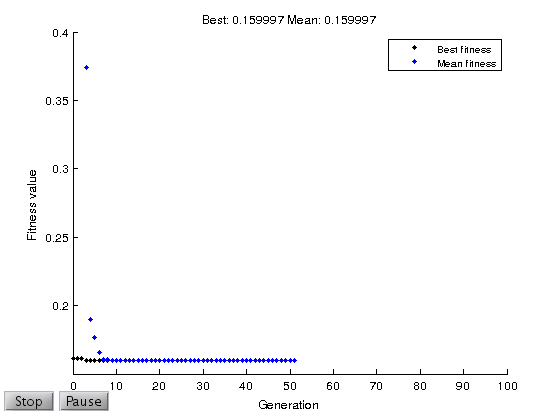 Best: 0.159997 Mean: 0.159997
0.4
0.35
0.3
0.25
0.2
Fitness value
Best fitness
Mean fitness
0 10 20 30 40 50 60 70 80 90 100
Generation
Stop Pause